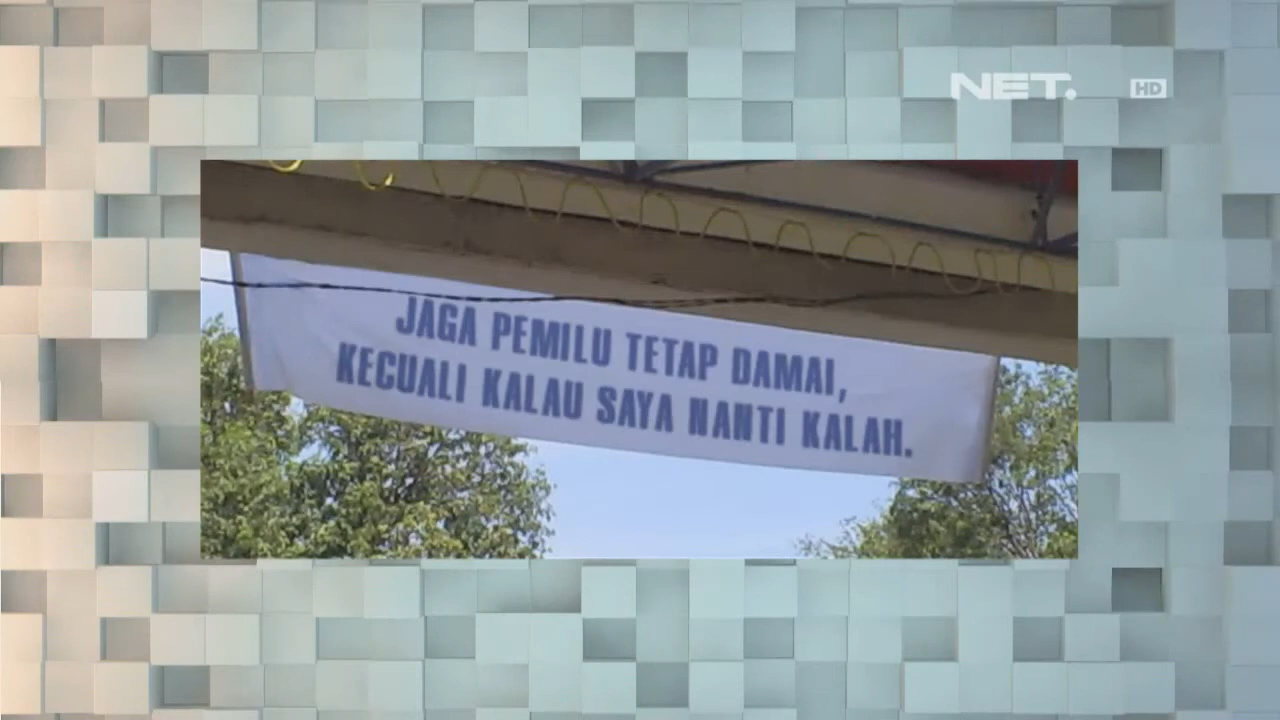 NET.
HD
JAGA PEMILU TETAP DAMAI,
KECUALI KALAU SAYA NANTI KALAH.